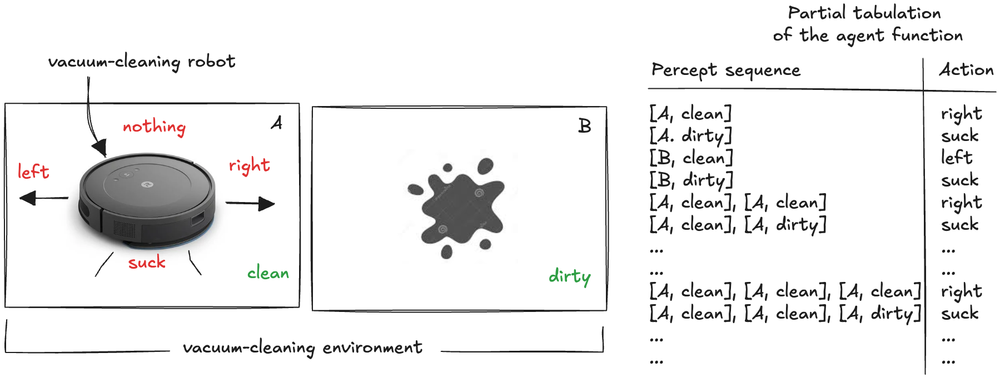 Partial tabulation
of the agent function
vacuum-cleaning robot
Percept sequence Action
nothing
A
left
right
suck
clean
B
dirty
vacuum-cleaning environment
[A, clean] right
[A. dirty] suck
[B, clean] left
[B, dirty] suck
[A, clean], [A, clean] right
[A, clean], [A, dirty] suck
... ...
... ...
[A, clean], [A, clean], [A, clean] right
[A, clean], [A, clean], [A, dirty] suck
... ...
... ...